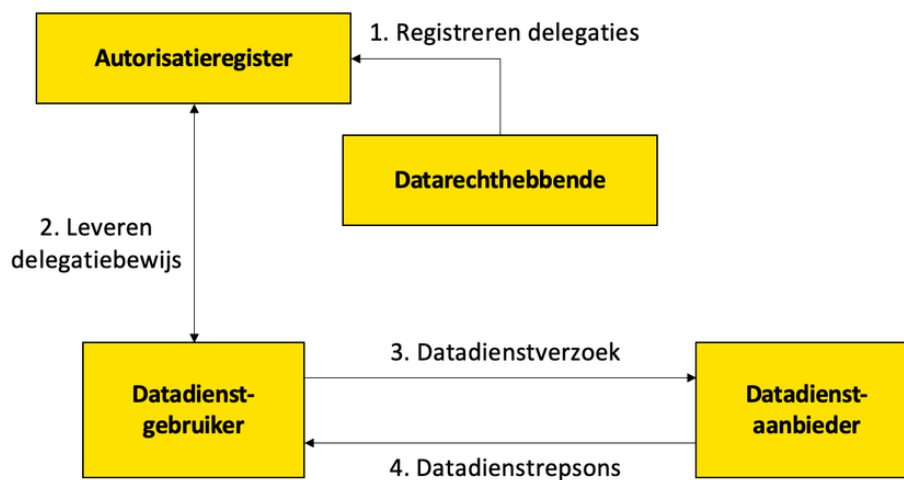 1. Registreren delegaties
Autorisatieregister
Datarechthebbende
2. Leveren
delegatiebewijs
3. Datadienstverzoek
Datadienst-
gebruiker
Datadienst-
aanbieder
4. Datadienstrepsons